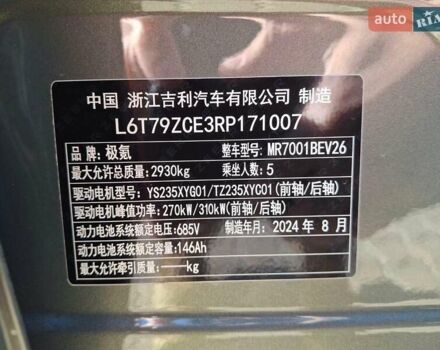 auto RIA
中国 浙江吉利汽车有限公司 制造
L6T79ZCE3RP171007
品牌:极氪 整车型号:MR7001BEV26
最大允许总质量:2930kg 乘坐人数:5
驱动电机型号:YS235XYG01/TZ235XYC01(前轴/后轴)
驱动电机峰值功率:270kW/310kW(前轴/后轴)
动力电池系统额定电压:685V 制造年月:2024年8月
动力电池系统额定容量:146Ah
最大允许牵引质量:——kg